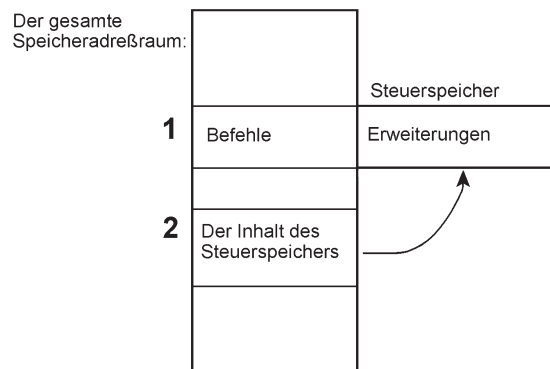 Der gesamte
Speicheradreßraum:
Steuerspeicher
1
Befehle
Erweiterungen
2
Der Inhalt des
Steuerspeichers